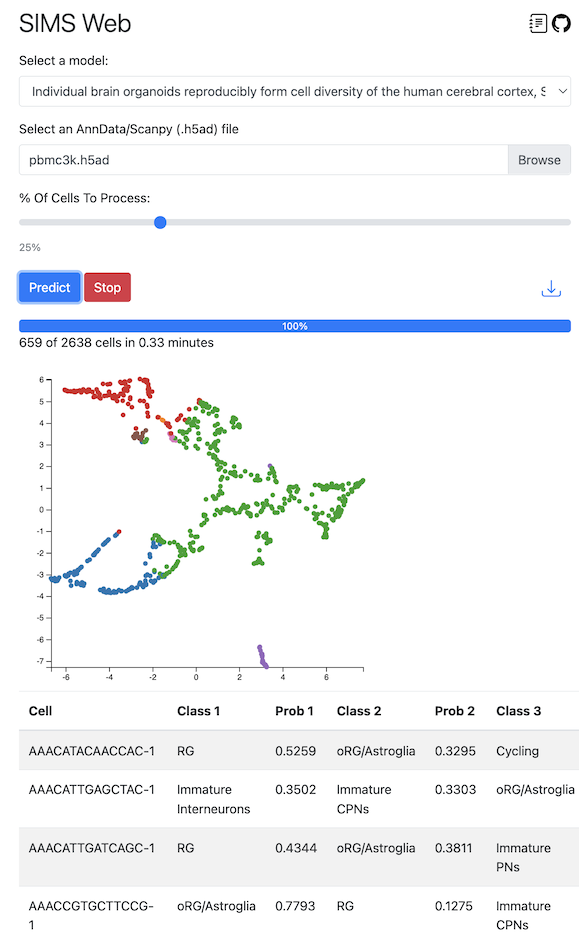 SIMS Web
Select a model:
Individual brain organoids reproducibly form cell diversity of the human cerebral cortex,
Select an AnnData/Scanpy (.h5ad) file
pbmc3k.h5ad Browse
% Of Cells To Process:
25%
Predict Stop
100%
659 of 2638 cells in 0.33 minutes
6
5
4
3
2
1
0
-1
-2
-3
-4
-5
-6
-7
-6 -4 -2 0 2 4 6
Cell Class 1 Prob 1 Class 2 Prob 2 Class 3
AAACATACAACCAC-1 RG 0.5259 oRG/Astroglia 0.3295 Cycling
AAACATTGAGCTAC-1 Immature 0.3502 Immature 0.3303 oRG/Astroglia
Interneurons CPNs
AAACATTGATCAGC-1 RG 0.4344 oRG/Astroglia 0.3811 Immature
PNs
AAACCGTGCTTCCG- oRG/Astroglia 0.7793 RG 0.1275 Immature
1 CPNs